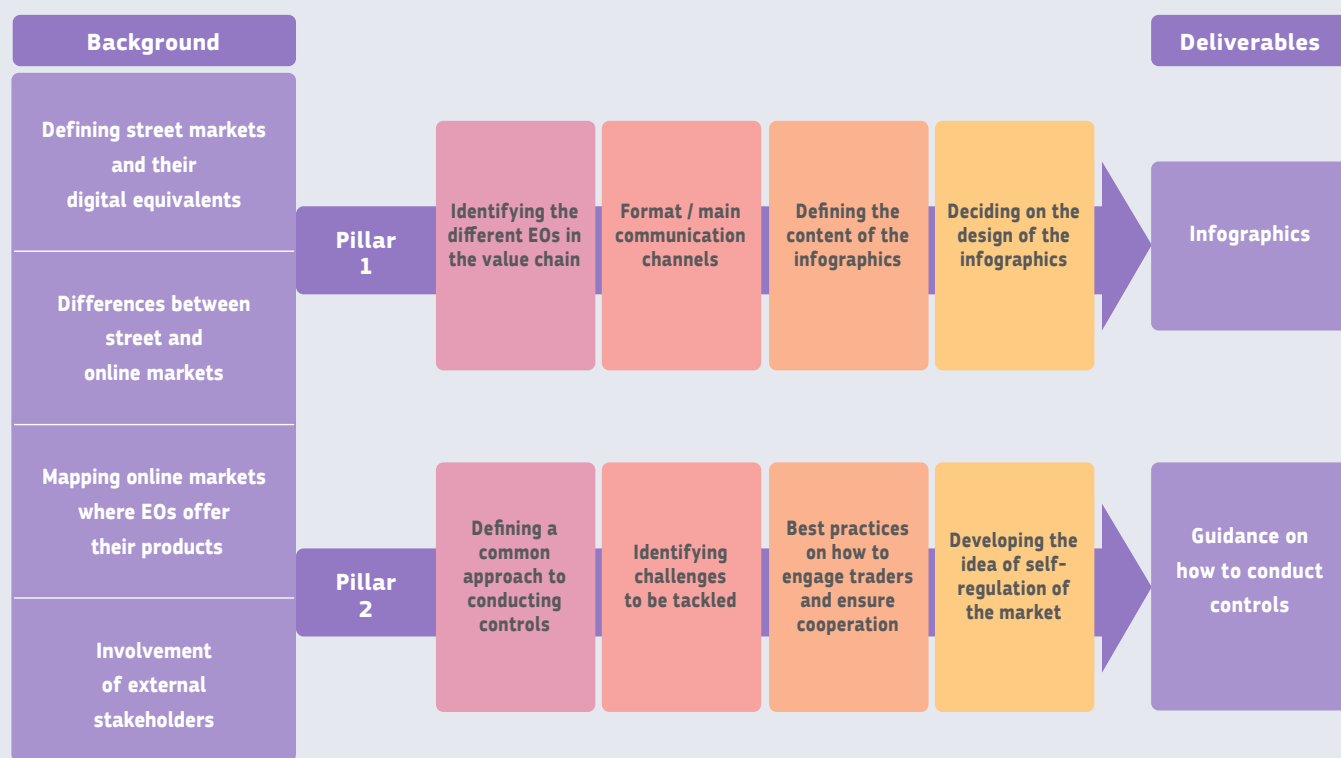 Background
Defining street markets
and their
digital equivalents
Differences between
street and
online markets
Mapping online markets
where EOs offer
their products
Involvement
of external
stakeholders
Pillar
1
Identifying the
different EOs in
the value chain
Format / main
communication
channels
Defining the
content of the
infographics
Deciding on the
design of the
infographics
Pillar
2
Defining a
common
approach to
conducting
controls
Identifying
challenges
to be tackled
Best practices
on how to
engage traders
and ensure
cooperation
Developing the
idea of self-
regulation of
the market
Deliverables
Infographics
Guidance on
how to conduct
controls